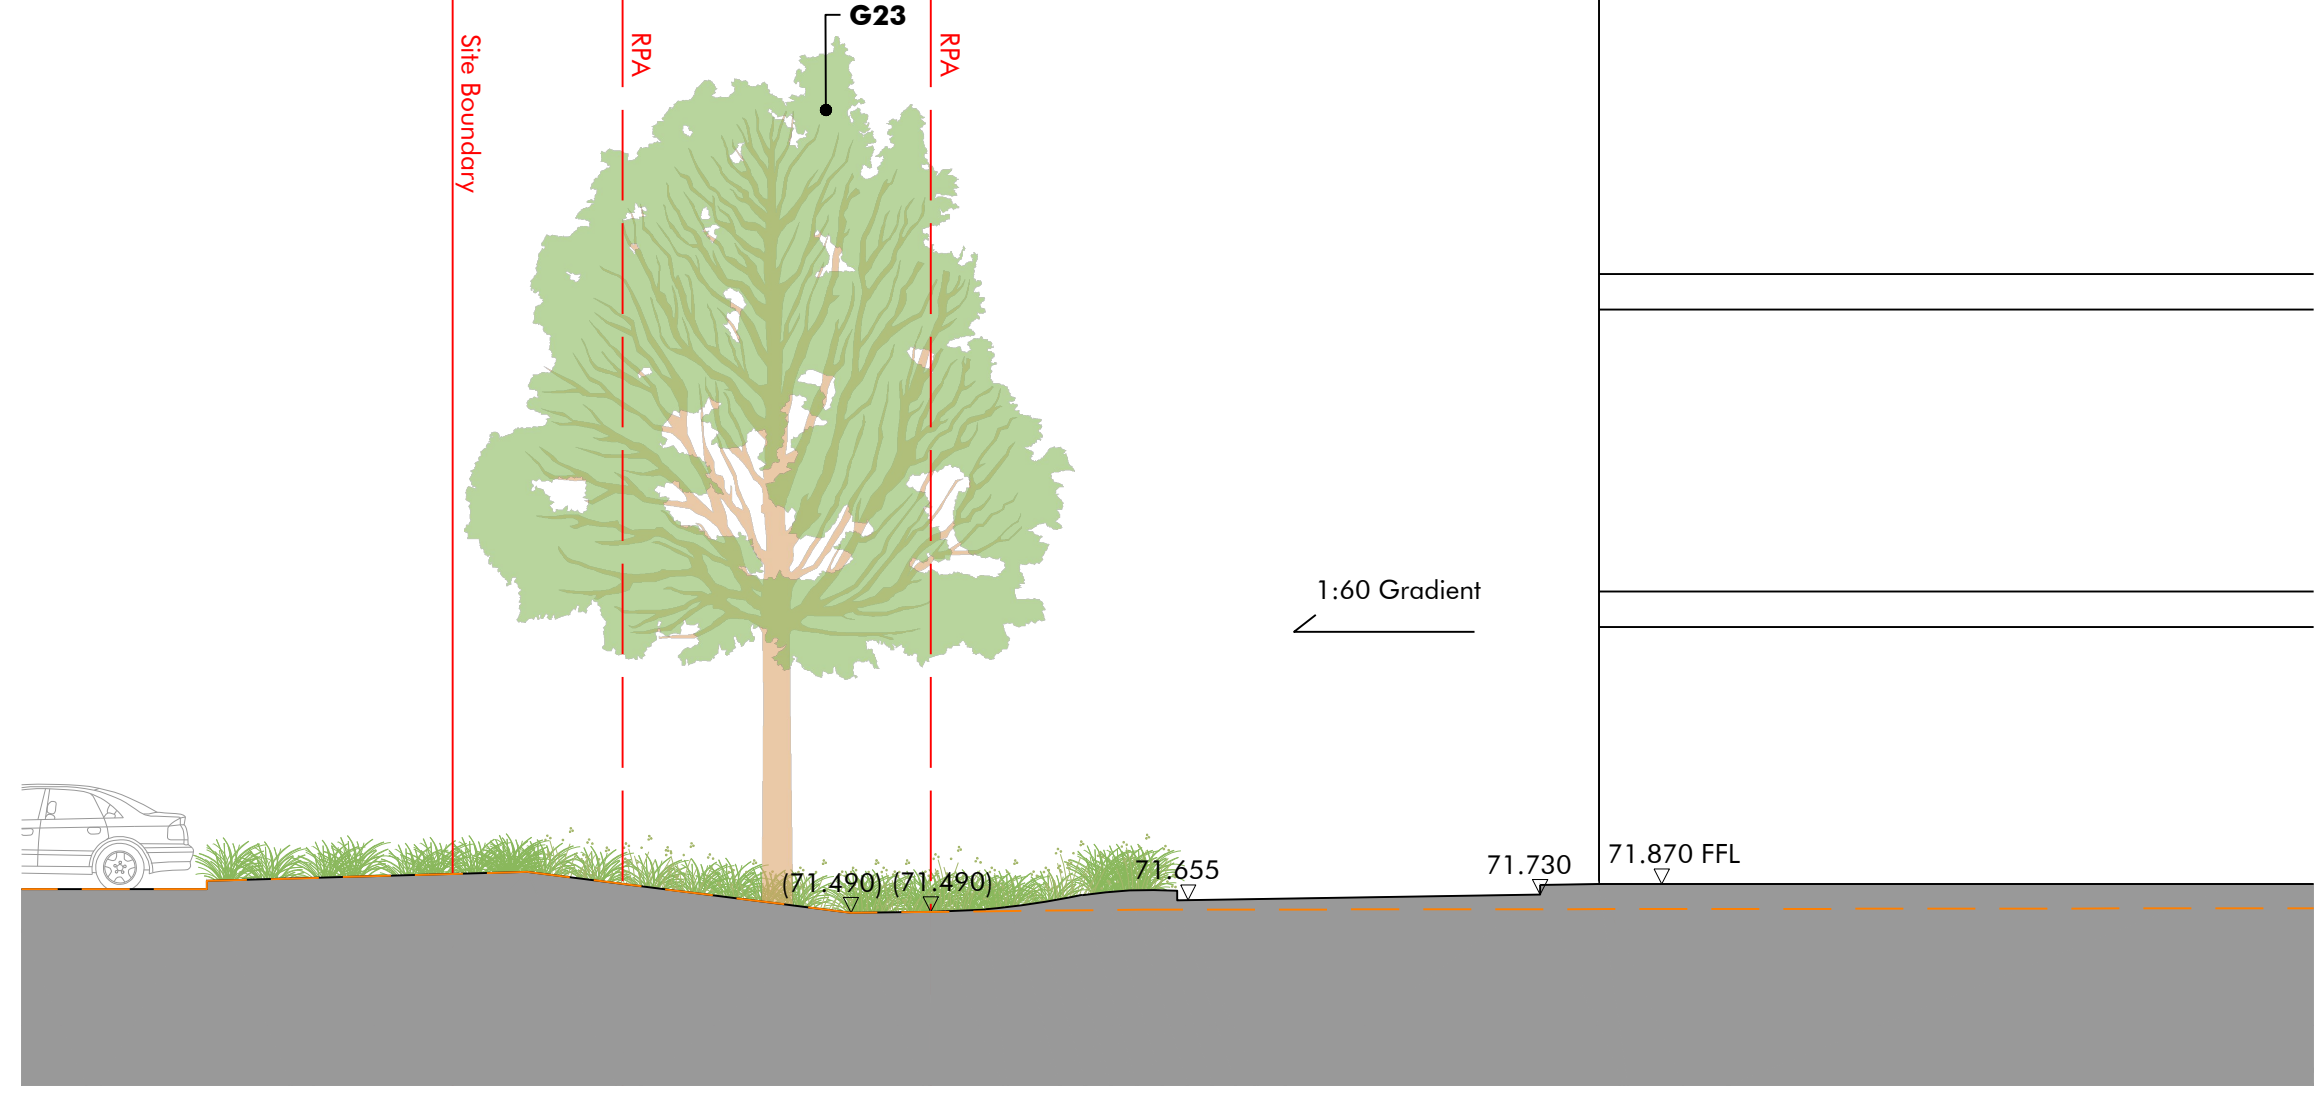 G23
Site Boundary
RPA
RPA
1:60 Gradient
(71.490) (71.490)
71.655
71.730
71.870 FFL